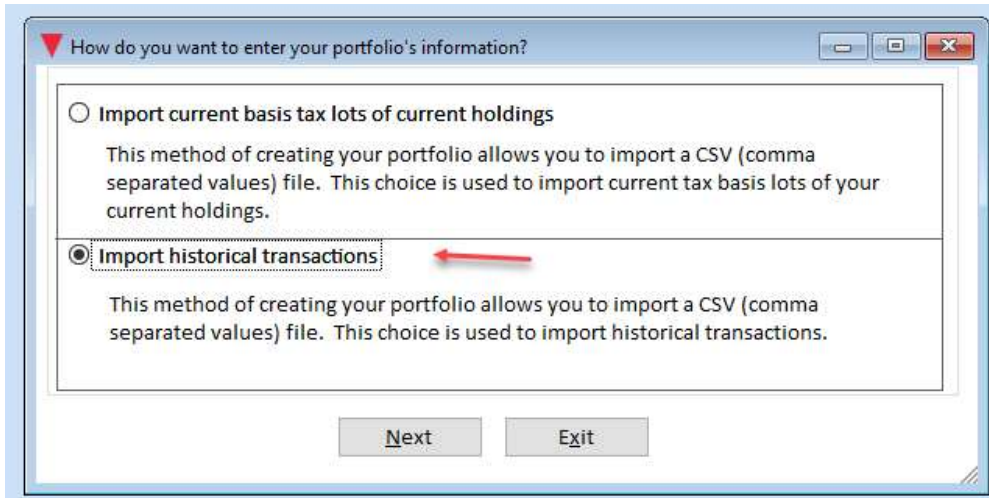 How do you want to enter your portfolio's information?
Import current basis tax lots of current holdings
This method of creating your portfolio allows you to import a CSV (comma
separated values) file.  This choice is used to import current tax basis lots of your
current holdings.
Import historical transactions
This method of creating your portfolio allows you to import a CSV (comma
separated values) file.  This choice is used to import historical transactions.
Next Exit